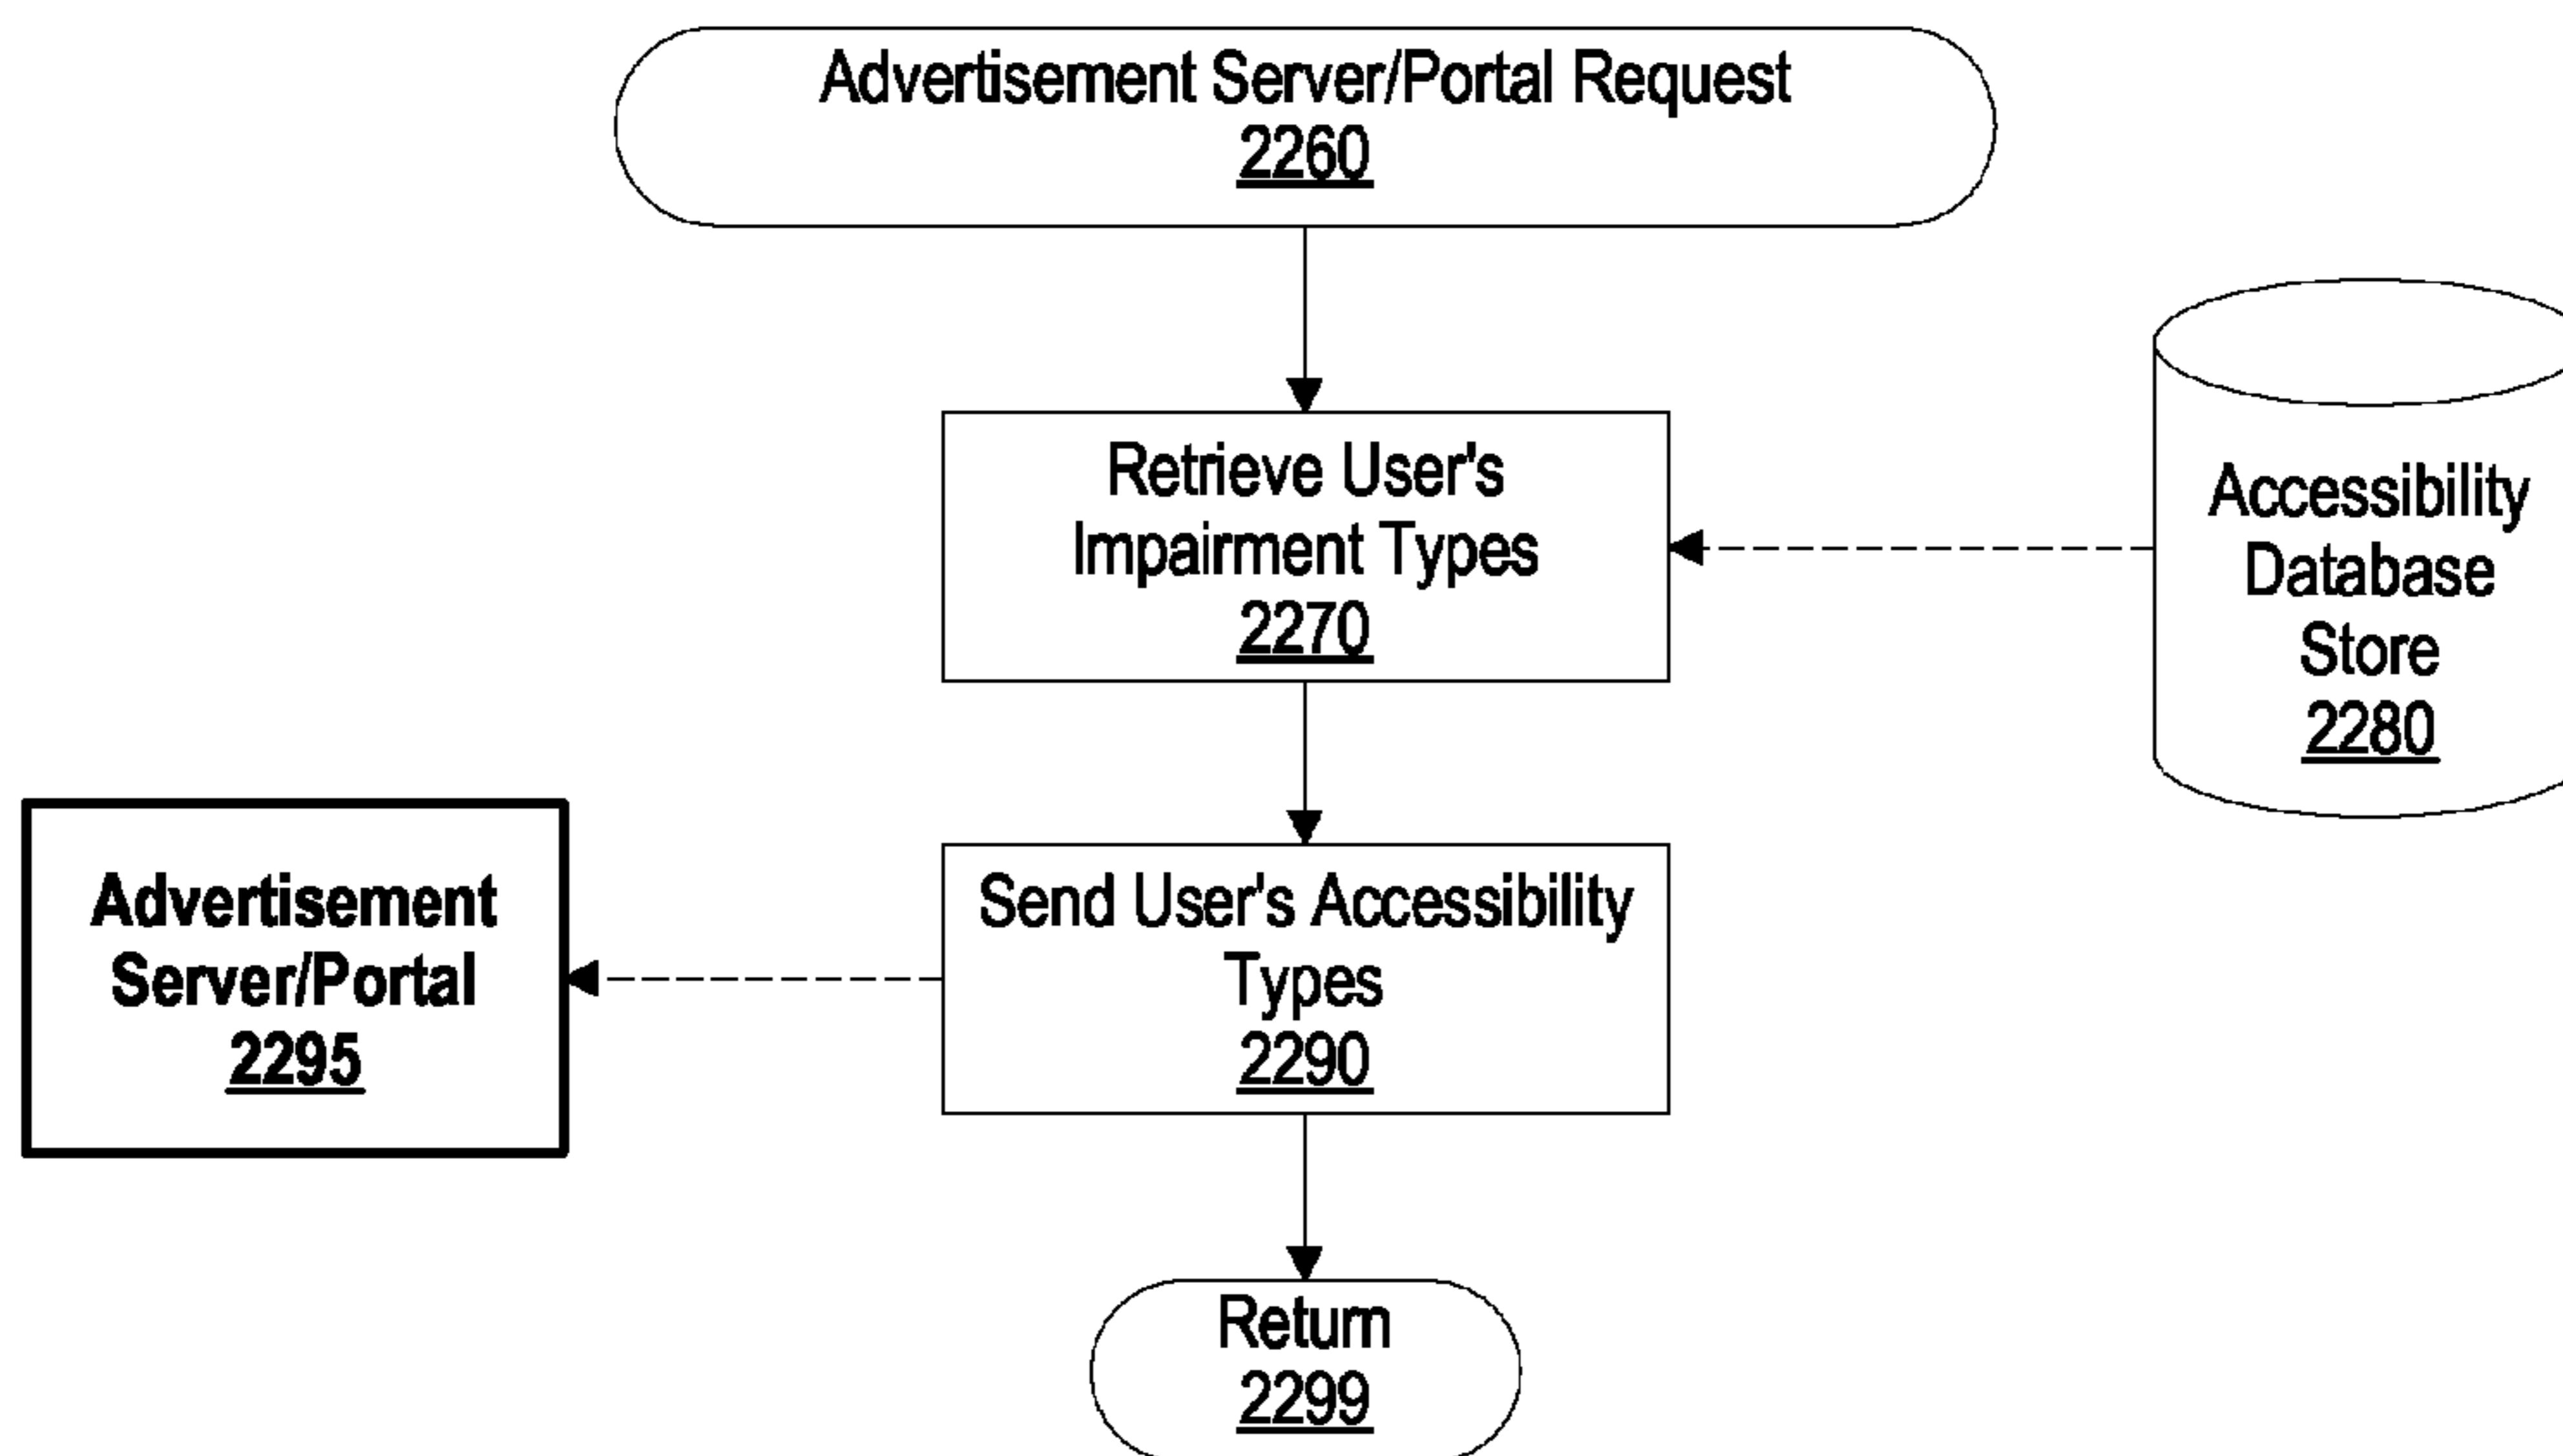 Advertisement Server/Portal Request
2260
Retrieve User's
Impairment Types
2270
Accessibility
Database
Store
2280
Advertisement
Server/Portal
2295
Send User's Accessibility
Types
2290
Return
2299